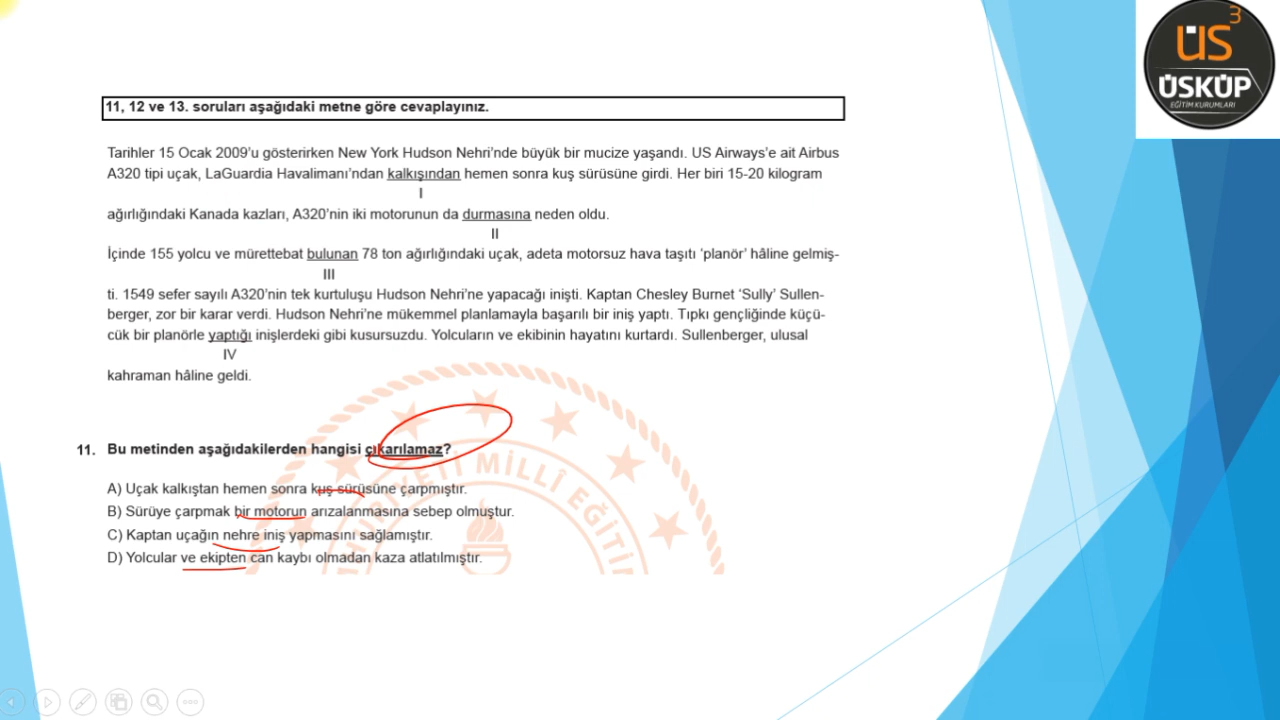 ÜS3
ÜSKÜP
EĞİTİM KURUMLARI
11, 12 ve 13. soruları aşağıdaki metne göre cevaplayınız.
Tarihler 15 Ocak 2009’u gösterirken New York Hudson Nehri’nde büyük bir mucize yaşandı. US Airways’e ait Airbus
A320 tipi uçak, LaGuardia Havalimanı’ndan kalkışından hemen sonra kuş sürüsüne girdi. Her biri 15-20 kilogram
I
ağırlığındaki Kanada kazları, A320’nin iki motorunun da durmasına neden oldu.
II
İçinde 155 yolcu ve mürettebat bulunan 78 ton ağırlığındaki uçak, adeta motorsuz hava taşıtı ‘planör’ hâline gelmiş-
III
ti. 1549 sefer sayılı A320’nin tek kurtuluşu Hudson Nehri’ne yapacağı inişti. Kaptan Chesley Burnet ‘Sully’ Sullen-
berger, zor bir karar verdi. Hudson Nehri’ne mükemmel planlamayla başarılı bir iniş yaptı. Tıpkı gençliğinde küçü-
cük bir planörle yaptığı inişlerdeki gibi kusursuzdu. Yolcuların ve ekibinin hayatını kurtardı. Sullenberger, ulusal
IV
kahraman hâline geldi.
11. Bu metinden aşağıdakilerden hangisi çıkarılamaz?
A) Uçak kalkıştan hemen sonra kuş sürüsüne çarpmıştır.
B) Sürüye çarpmak bir motorun arızalanmasına sebep olmuştur.
C) Kaptan uçağın nehre iniş yapmasını sağlamıştır.
D) Yolcular ve ekipten can kaybı olmadan kaza atlatılmıştır.
MİLLÎ